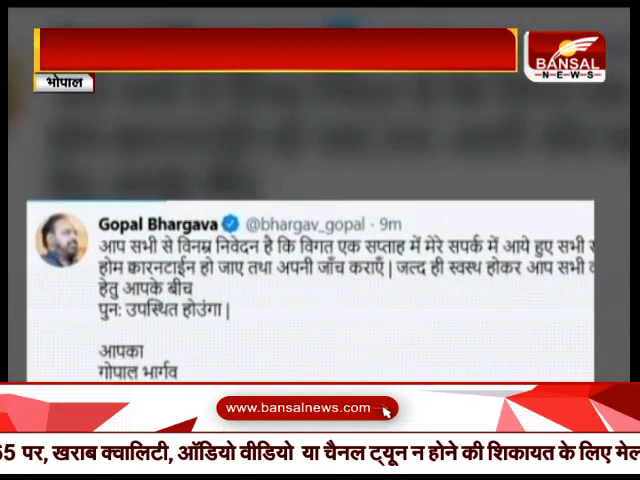 BANSAL
NEWS
भोपाल
Gopal Bhargava @bhargav_gopal · 9m
आप सभी से विनम्र निवेदन है कि विगत एक सप्ताह में मेरे सपर्क में आये हुए सभी
होम क्वारनटाईन हो जाए तथा अपनी जाँच कराएँ | जल्द ही स्वस्थ होकर आप सभी
हेतु आपके बीच
पुन: उपस्थित होउंगा |
आपका
गोपाल भार्गव
www.bansalnews.com
65 पर, खराब क्वालिटी, ऑडियो वीडियो या चैनल ट्यून न होने की शिकायत के लिए मेल